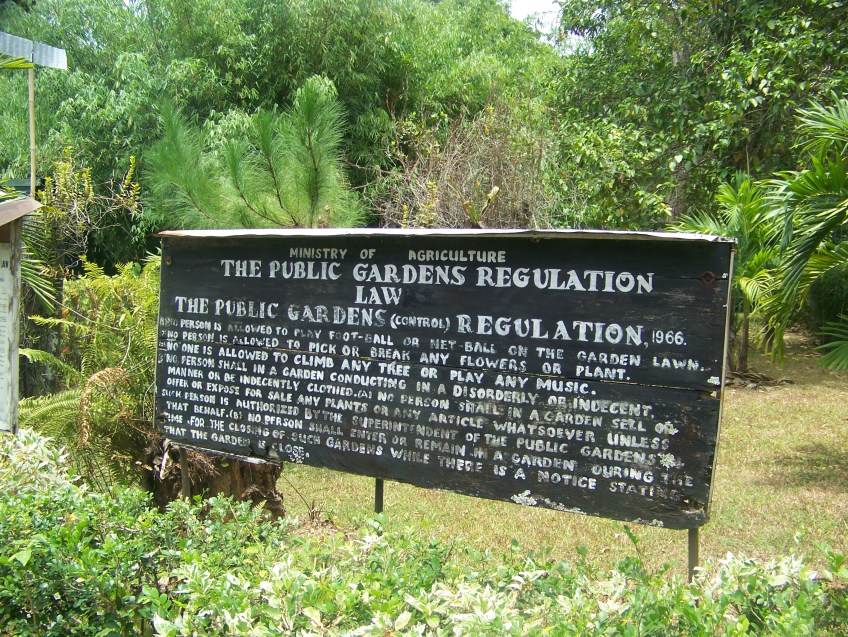 MINISTRY OF AGRICULTURE
THE PUBLIC GARDENS REGULATION
LAW
THE PUBLIC GARDENS (CONTROL) REGULATION, 1966.
NO PERSON IS ALLOWED TO PLAY FOOT-BALL OR NET-BALL ON THE GARDEN LAWN.
NO PERSON IS ALLOWED TO PICK OR BREAK ANY FLOWERS OR PLANT.
NO ONE IS ALLOWED TO CLIMB ANY TREE OR PLAY ANY MUSIC.
NO PERSON SHALL IN A GARDEN CONDUCTING IN A DISORDERLY OR INDECENT,
MANNER OR BE INDECENTLY CLOTHED.(A) NO PERSON SHALL IN A GARDEN SELL OR
OFFER OR EXPOSE FOR SALE ANY PLANTS OR ANY ARTICLE WHATSOEVER UNLESS
SUCH PERSON IS AUTHORIZED BY THE SUPERINTENDENT OF THE PUBLIC GARDENS
THAT BEHALF.(B) NO PERSON SHALL ENTER OR REMAIN IN A GARDEN DURING THE
TIME FOR THE CLOSING OF SUCH GARDENS WHILE THERE IS A NOTICE STATING
THAT THE GARDEN IS CLOSE.